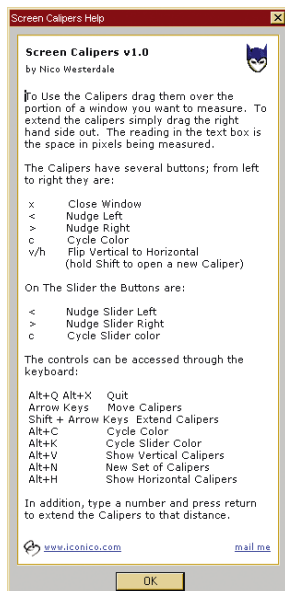 Screen Calipers Help
Screen Calipers v1.0
by Nico Westerdale
To Use the Calipers drag them over the
portion of a window you want to measure. To
extend the calipers simply drag the right
hand side out. The reading in the text box is
the space in pixels being measured.
The Calipers have several buttons; from left
to right they are:
x Close Window
< Nudge Left
> Nudge Right
c Cycle Color
v/h Flip Vertical to Horizontal
(hold Shift to open a new Caliper)
On The Slider the Buttons are:
< Nudge Slider Left
> Nudge Slider Right
c Cycle Slider color
The controls can be accessed through the
keyboard:
Alt+Q Alt+X Quit
Arrow Keys Move Calipers
Shift + Arrow Keys Extend Calipers
Alt+C Cycle Color
Alt+K Cycle Slider Color
Alt+V Show Vertical Calipers
Alt+N New Set of Calipers
Alt+H Show Horizontal Calipers
In addition, type a number and press return
to extend the Calipers to that distance.
www.iconico.com mail me
OK